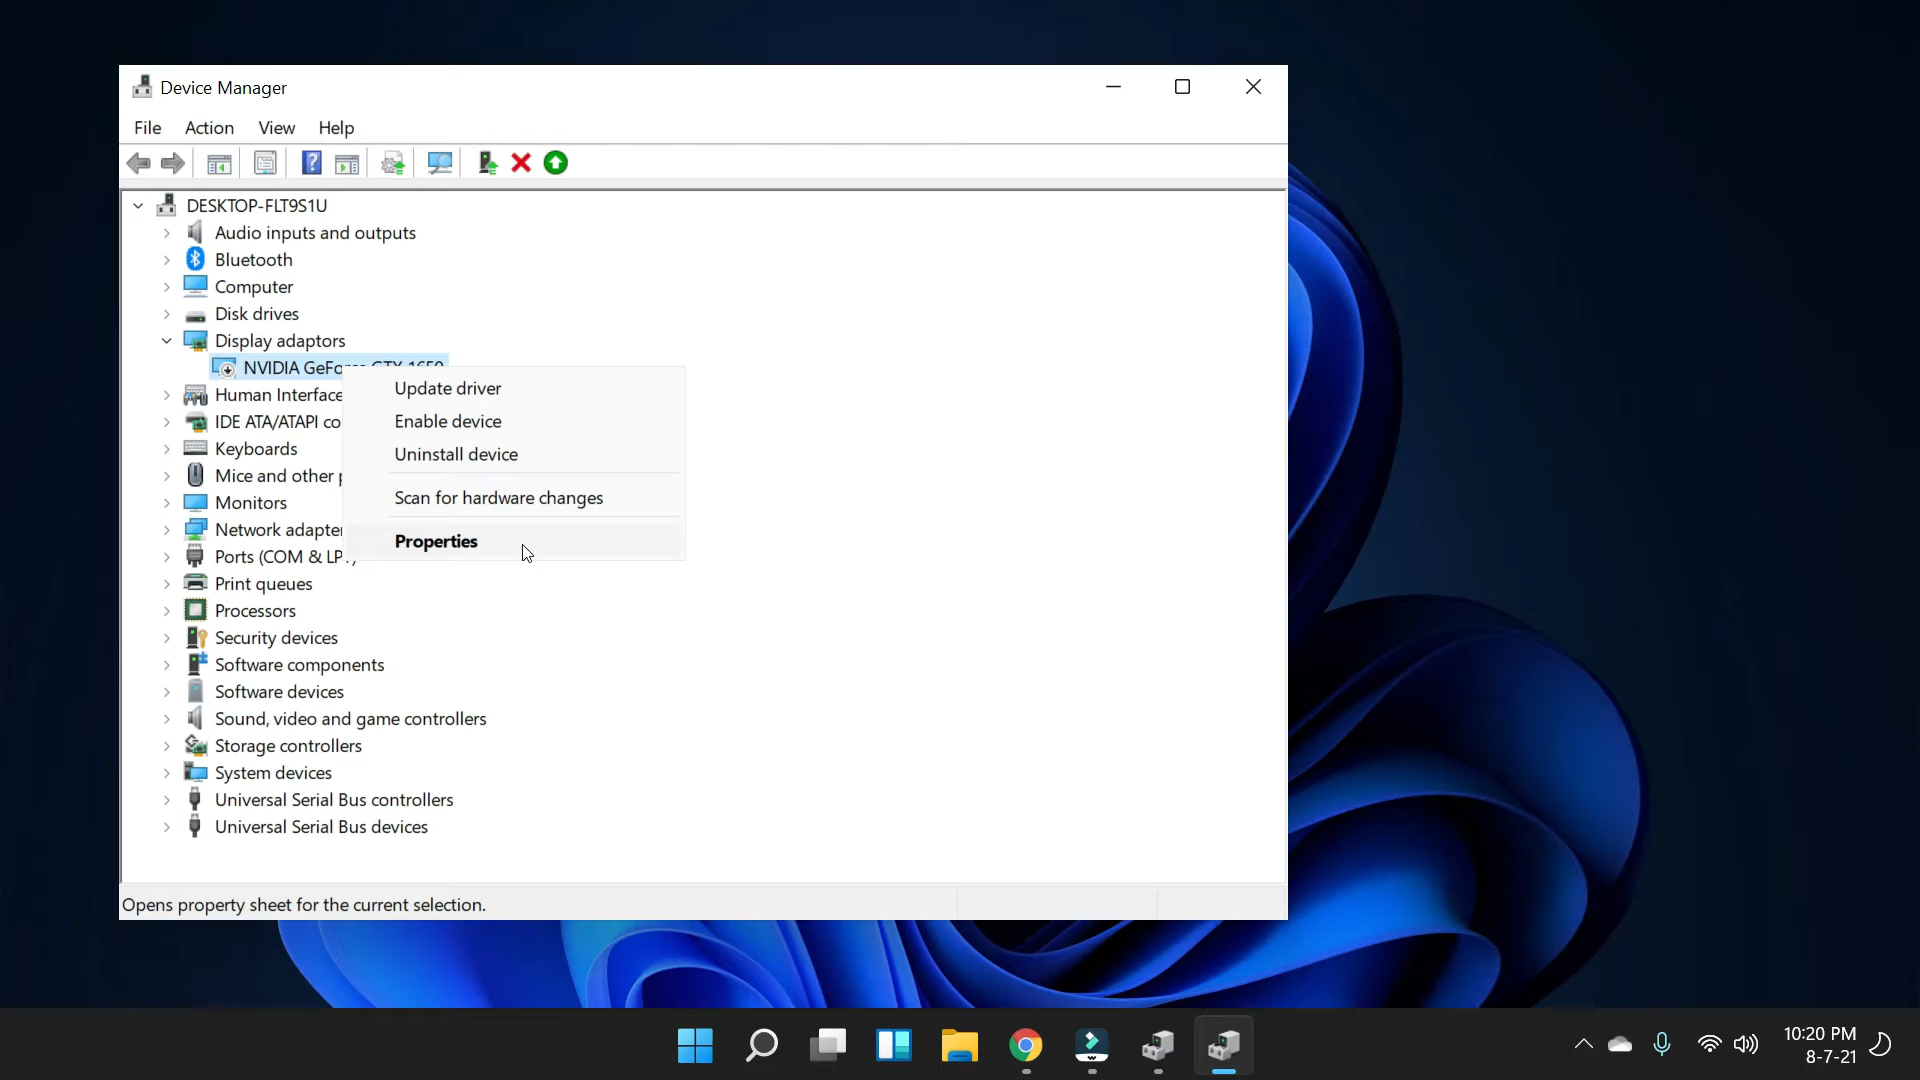 Device Manager
File Action View Help
DESKTOP-FLT9S1U
Audio inputs and outputs
Bluetooth
Computer
Disk drives
Display adaptors
NVIDIA GeForce GTX 1650
Human Interface
IDE ATA/ATAPI co
Keyboards
Mice and other
Monitors
Network adapter
Ports (COM & LPT)
Print queues
Processors
Security devices
Software components
Software devices
Sound, video and game controllers
Storage controllers
System devices
Universal Serial Bus controllers
Universal Serial Bus devices
Update driver
Enable device
Uninstall device
Scan for hardware changes
Properties
Opens property sheet for the current selection.
10:20 PM
8-7-21